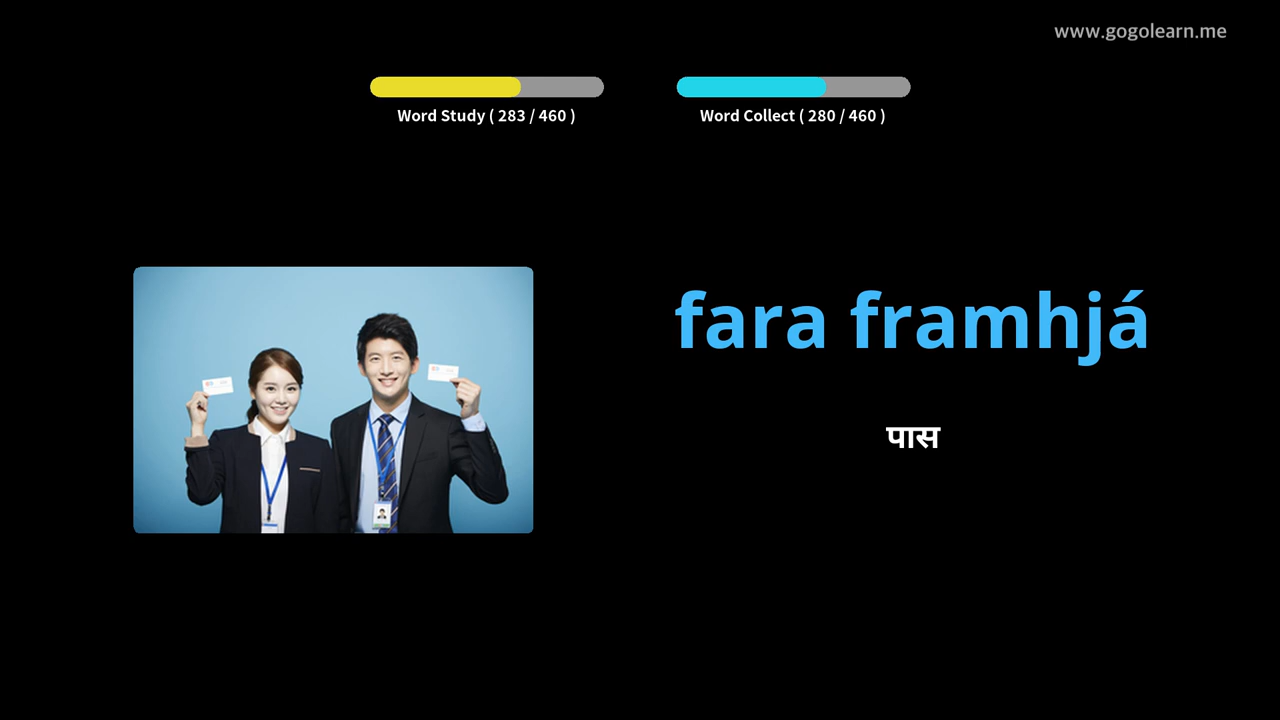 www.gogolearn.me
Word Study ( 283 / 460 )
Word Collect ( 280 / 460 )
fara framhjá
पास